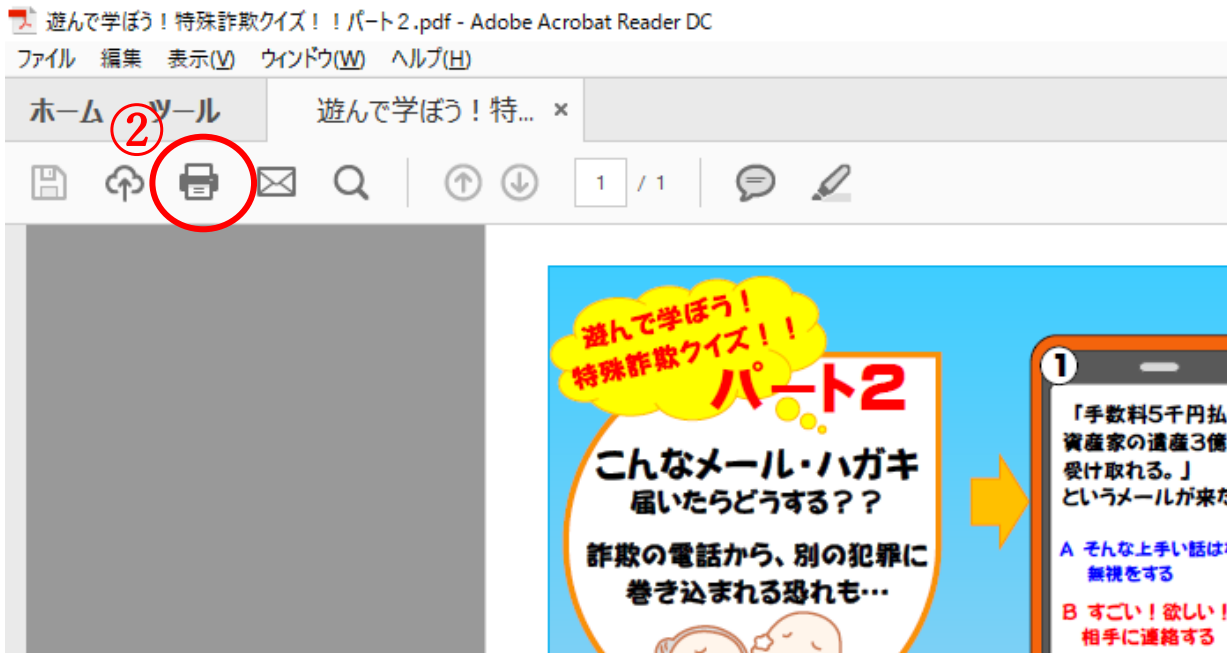 遊んで学ぼう!特殊詐欺クイズ!!パート2.pdf - Adobe Acrobat Reader DC
ファイル 編集 表示(V) ウィンドウ(W) ヘルプ(H)
ホーム ツール 遊んで学ぼう!特... ×
②
1 / 1
遊んで学ぼう!
特殊詐欺クイズ!!
パート2
こんなメール・ハガキ
届いたらどうする??
詐欺の電話から、別の犯罪に
巻き込まれる恐れも…
1
「手数料5千円払
資産家の遺産3億
受け取れる。」
というメールが来た
A そんな上手い話は
無視をする
B すごい!欲しい!
相手に連絡する